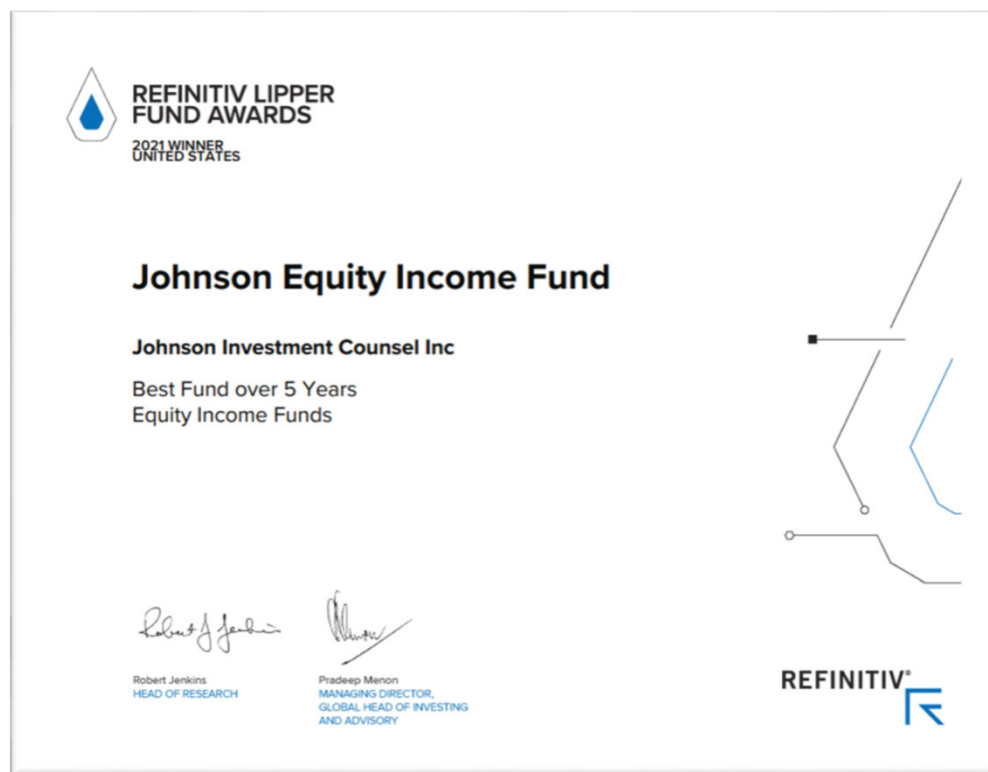 REFINITIV LIPPER
FUND AWARDS
2021 WINNER
UNITED STATES
Johnson Equity Income Fund
Johnson Investment Counsel Inc
Best Fund over 5 Years
Equity Income Funds
Robert J Jenkins
Robert Jenkins
HEAD OF RESEARCH
Pradeep Menon
MANAGING DIRECTOR,
GLOBAL HEAD OF INVESTING
AND ADVISORY
REFINITIV®